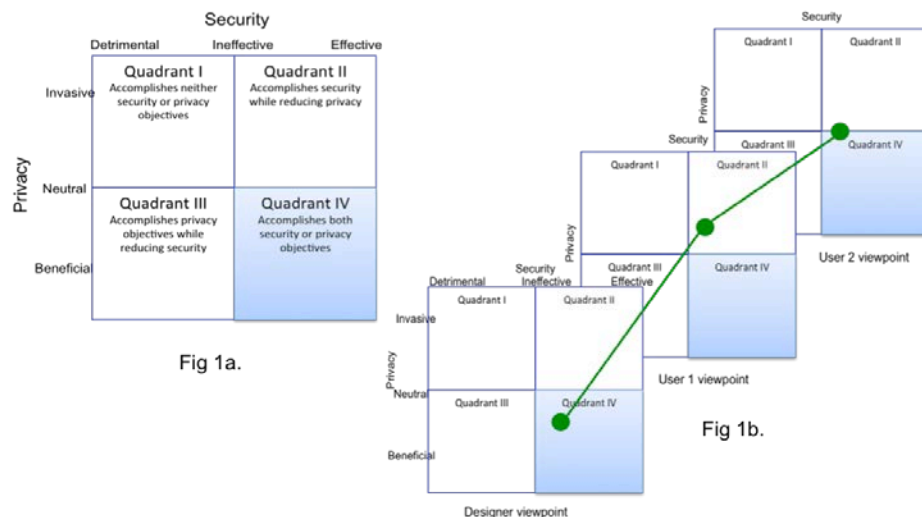 Security
Detrimental Ineffective Effective
Invasive
Privacy
Neutral
Beneficial
Quadrant I
Accomplishes neither
security or privacy
objectives
Quadrant II
Accomplishes security
while reducing privacy
Quadrant III
Accomplishes privacy
objectives while
reducing security
Quadrant IV
Accomplishes both
security or privacy
objectives
Fig 1a.
Security
Privacy
Quadrant I
Quadrant II
Quadrant III
Quadrant IV
User 2 viewpoint
Security
Privacy
Quadrant I
Quadrant II
Quadrant III
Quadrant IV
User 1 viewpoint
Security
Detrimental Ineffective Effective
Invasive
Privacy
Neutral
Beneficial
Quadrant I
Quadrant II
Quadrant III
Quadrant IV
Designer viewpoint
Fig 1b.